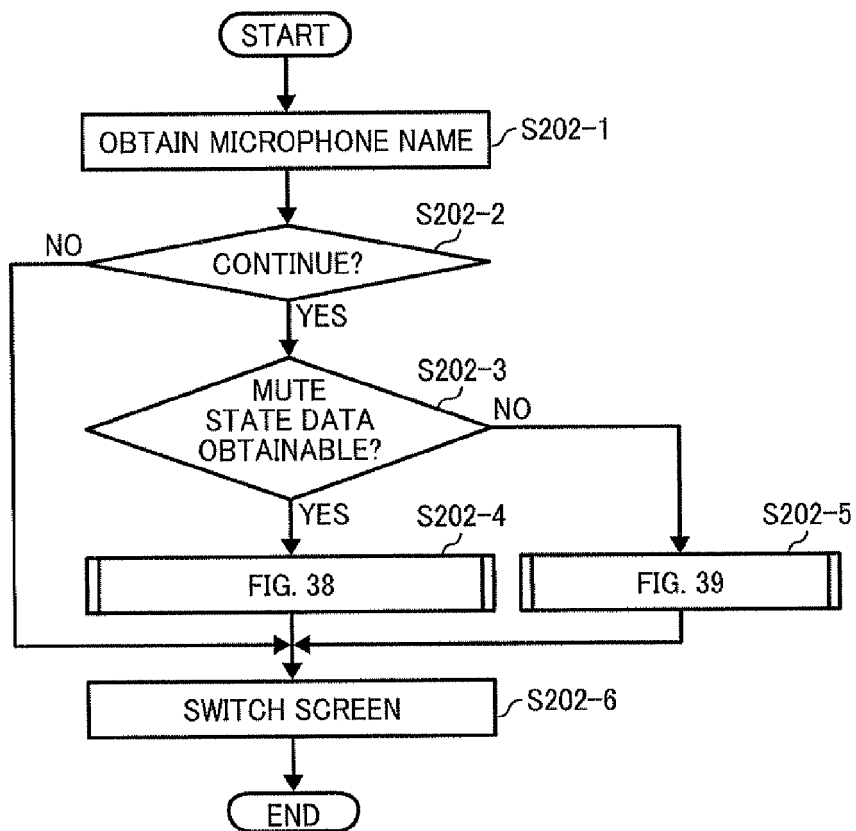 START
OBTAIN MICROPHONE NAME
S202-1
S202-2
NO
CONTINUE?
YES
S202-3
MUTE
STATE DATA
OBTAINABLE?
NO
YES
S202-4
S202-5
FIG. 38
FIG. 39
SWITCH SCREEN
S202-6
END